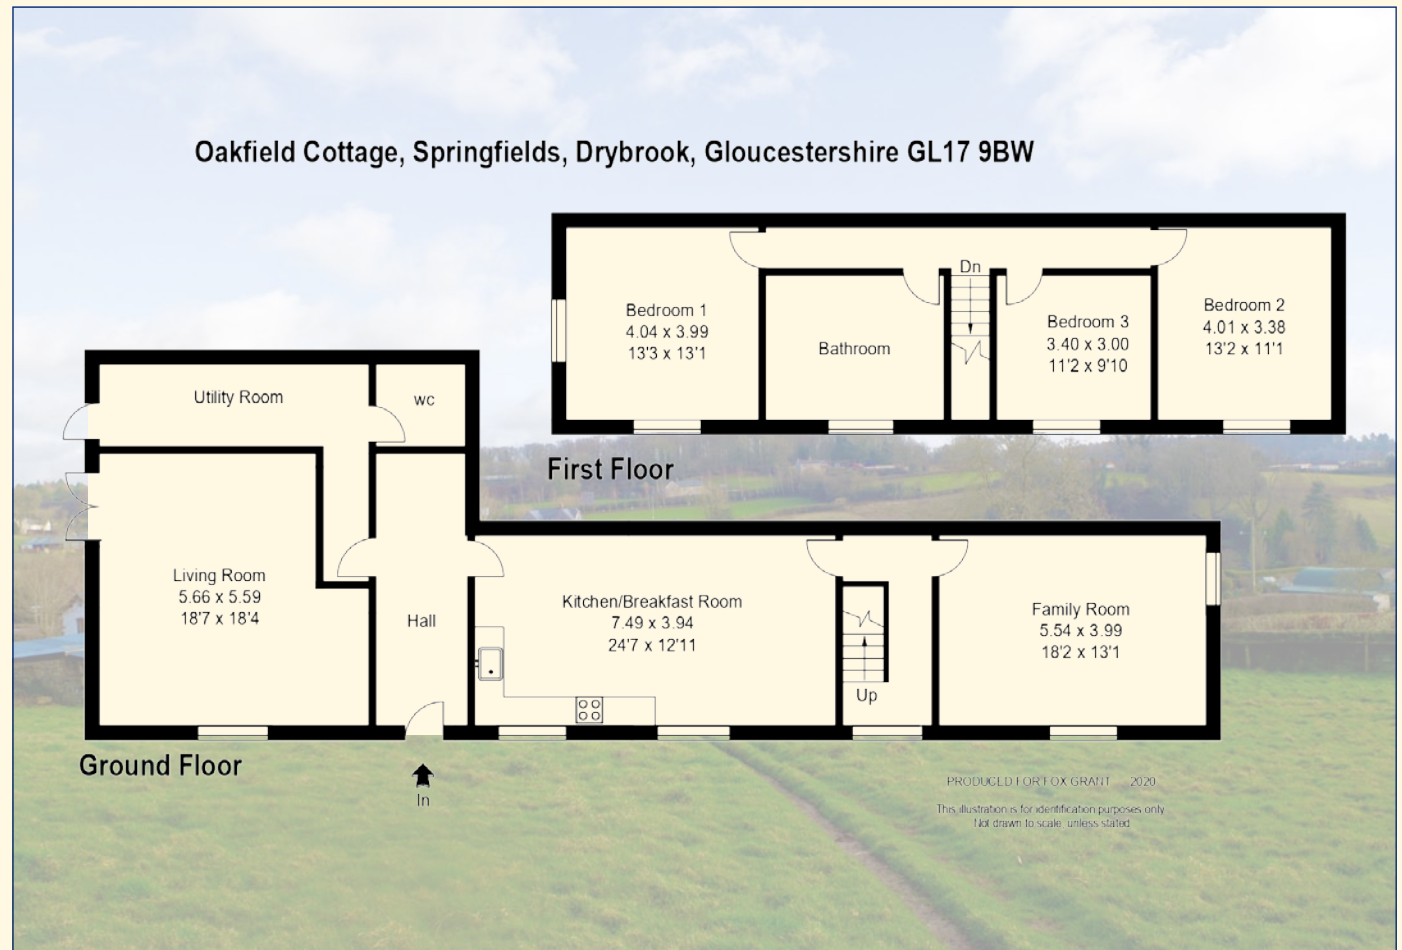 Oakfield Cottage, Springfields, Drybrook, Gloucestershire GL17 9BW
Dn
Bedroom 1
4.04 x 3.99
13'3 x 13'1
Bathroom
Bedroom 3
3.40 x 3.00
11'2 x 9'10
Bedroom 2
4.01 x 3.38
13'2 x 11'1
First Floor
Utility Room
wc
Living Room
5.66 x 5.59
18'7 x 18'4
Hall
Kitchen/Breakfast Room
7.49 x 3.94
24'7 x 12'11
Up
Family Room
5.54 x 3.99
18'2 x 13'1
Ground Floor
In
PRODUCED FOR FOX GRANT 2020
This illustration is for identification purposes only
Not drawn to scale, unless stated